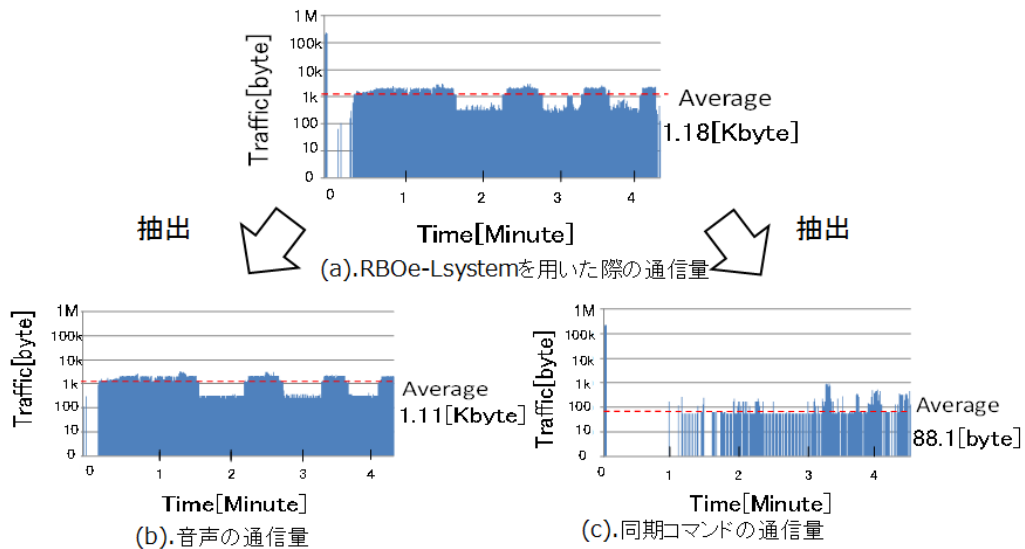 1M
100k
10k
1k
100
10
0
Traffic[byte]
Average
1.18[Kbyte]
0 1 2 3 4
Time[Minute]
抽出
抽出
(a).RBOe-Lsystemを用いた際の通信量
1M
100k
10k
1k
100
10
0
Traffic[byte]
Average
1.11[Kbyte]
0 1 2 3 4
Time[Minute]
(b).音声の通信量
1M
100k
10k
1k
100
10
0
Traffic[byte]
Average
88.1[byte]
0 1 2 3 4
Time[Minute]
(c).同期コマンドの通信量